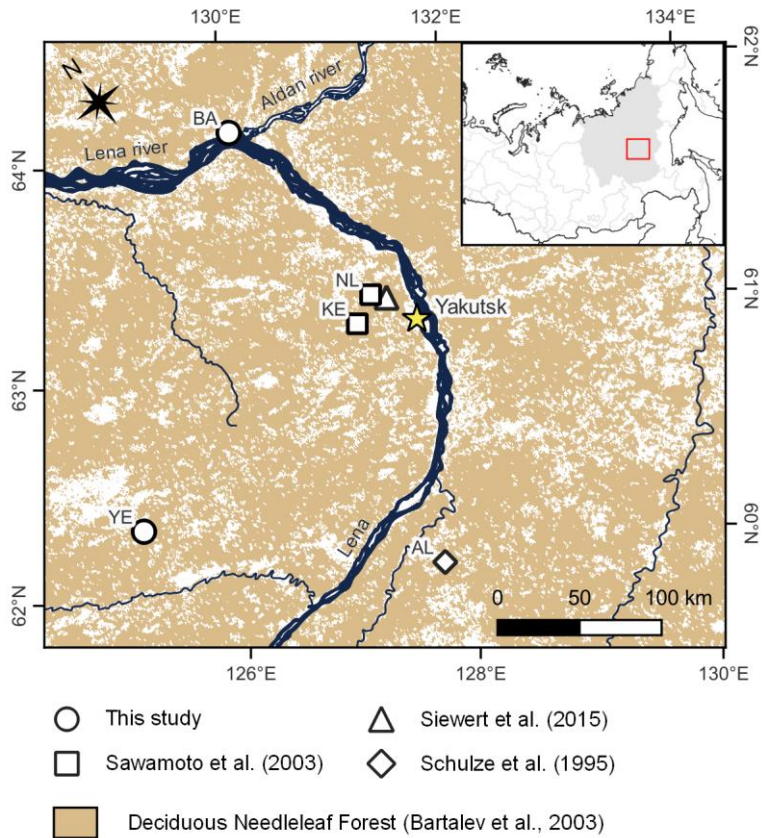 130°E 132°E 134°E
62°N
N
Aldan river
BA
Lena river
64°N
NL
61°N
KE
Yakutsk
63°N
YE
60°N
Lena
AL
0 50 100 km
62°N
126°E 128°E 130°E
This study
Siewert et al. (2015)
Sawamoto et al. (2003)
Schulze et al. (1995)
Deciduous Needleleaf Forest (Bartalev et al., 2003)